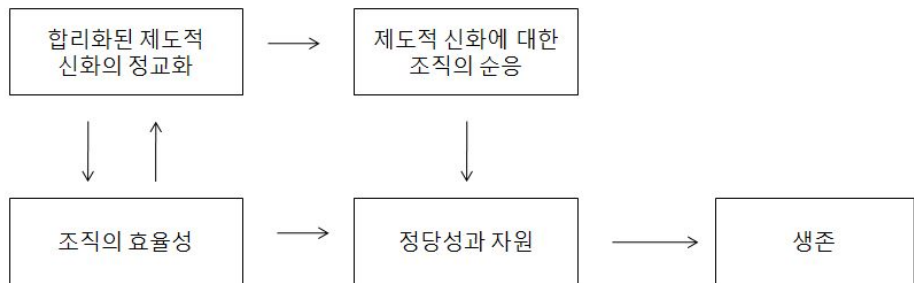 합리화된 제도적
신화의 정교화
제도적 신화에 대한
조직의 순응
조직의 효율성
정당성과 자원
생존